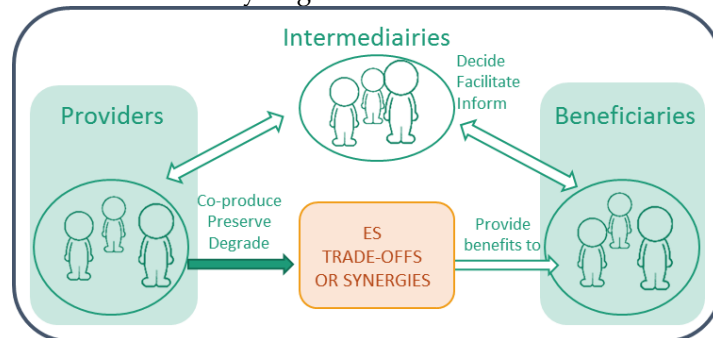 Intermediairies
Decide
Facilitate
Inform
Providers
Beneficiaries
Co-produce
Preserve
Degrade
ES
TRADE-OFFS
OR SYNERGIES
Provide
benefits to